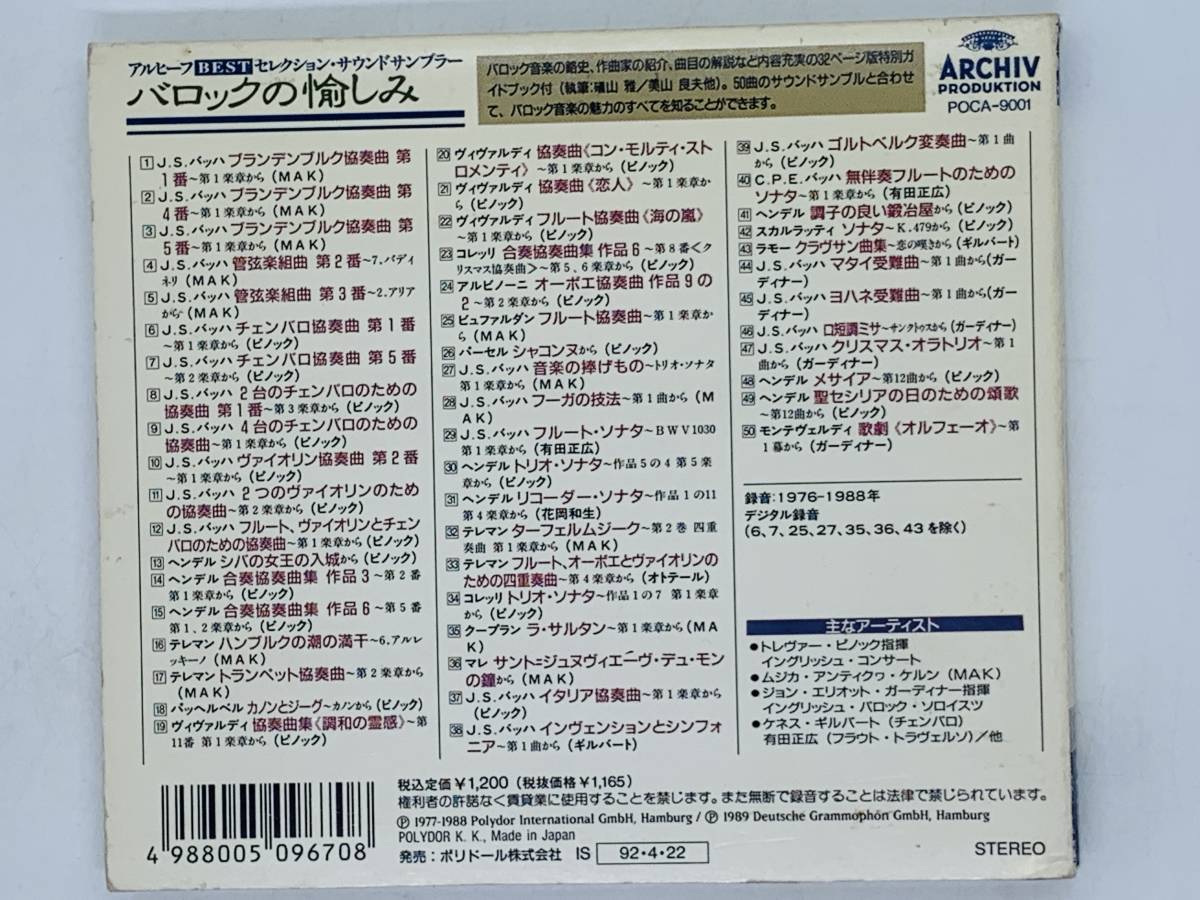 アルヒーフ BEST セレクション・サウンドサンプラー
バロックの愉しみ
バロック音楽の略史、作曲家の紹介、曲目の解説など内容充実の32ページ版特別ガ
イドブック付(執筆:礒山 雅/美山 良夫他)。50曲のサウンドサンプルと合わせ
て、バロック音楽の魅力のすべてを知ることができます。
ARCHIV
PRODUKTION
POCA-9001
1 J.S.バッハ ブランデンブルク協奏曲 第
1番~第1楽章から(MAK)
2 J.S.バッハ ブランデンブルク協奏曲 第
4番~第1楽章から(MAK)
3 J.S.バッハ ブランデンブルク協奏曲 第
5番~第1楽章から(MAK)
4 J.S.バッハ 管弦楽組曲 第2番~7.バディ
ネリ(MAK)
5 J.S.バッハ 管弦楽組曲 第3番~2.アリア
から(MAK)
6 J.S.バッハ チェンバロ協奏曲 第1番
~第1楽章から(ピノック)
7 J.S.バッハ チェンバロ協奏曲 第5番
~第2楽章から(ピノック)
8 J.S.バッハ 2台のチェンバロのための
協奏曲 第1番~第3楽章から(ピノック)
9 J.S.バッハ 4台のチェンバロのための
協奏曲~第1楽章から(ピノック)
10 J.S.バッハ ヴァイオリン協奏曲 第2番
~第1楽章から(ピノック)
11 J.S.バッハ 2つのヴァイオリンのため
の協奏曲~第2楽章から(ピノック)
12 J.S.バッハ フルート、ヴァイオリンとチェン
バロのための協奏曲~第1楽章から(ピノック)
13 ヘンデル シバの女王の入城から(ピノック)
14 ヘンデル 合奏協奏曲集 作品3~第2番
第1楽章から(ピノック)
15 ヘンデル 合奏協奏曲集 作品6~第5番
第1、2楽章から(ピノック)
16 テレマン ハンブルクの潮の満干~6.アルレ
ッキーノ(MAK)
17 テレマン トランペット協奏曲~第2楽章から
(MAK)
18 パッヘルベル カノンとジーグ~カノンから(ピノック)
19 ヴィヴァルディ 協奏曲集《調和の霊感》~第
11番 第1楽章から(ピノック)
20 ヴィヴァルディ 協奏曲《コン・モルティ・スト
ロメンティ》~第1楽章から(ピノック)
21 ヴィヴァルディ 協奏曲《恋人》~第1楽章か
ら(ピノック)
22 ヴィヴァルディ フルート協奏曲《海の嵐》
~第1楽章から(ピノック)
23 コレッリ 合奏協奏曲集 作品6~第8番<ク
リスマス協奏曲>~第5、6楽章から(ピノック)
24 アルビノーニ オーボエ協奏曲 作品9の
2~第2楽章から(ピノック)
25 ビュファルダン フルート協奏曲~第1楽章か
ら(MAK)
26 パーセル シャコンヌから(ピノック)
27 J.S.バッハ 音楽の捧げもの~トリオ・ソナタ
第1楽章から(MAK)
28 J.S.バッハ フーガの技法~第1曲から(M
AK)
29 J.S.バッハ フルート・ソナタ~BWV1030
第1楽章から(有田正広)
30 ヘンデル トリオ・ソナタ~作品5の4 第5楽
章から(ピノック)
31 ヘンデル リコーダー・ソナタ~作品1の11
第4楽章から(花岡和生)
32 テレマン ターフェルムジーク~第2巻 四重
奏曲 第1楽章から(MAK)
33 テレマン フルート、オーボエとヴァイオリンの
ための四重奏曲~第4楽章から(オトテール)
34 コレッリ トリオ・ソナタ~作品1の7 第1楽章
から(ピノック)
35 クープラン ラ・サルタン~第1楽章から(MA
K)
36 マレ サント=ジュヌヴィエーヴ・デュ・モン
の鐘から(MAK)
37 J.S.バッハ イタリア協奏曲~第1楽章から
(ピノック)
38 J.S.バッハ インヴェンションとシンフォ
ニア~第1曲から(ギルバート)
39 J.S.バッハ ゴルトベルク変奏曲~第1曲
から(ピノック)
40 C.P.E.バッハ 無伴奏フルートのための
ソナタ~第1楽章から(有田正広)
41 ヘンデル 調子の良い鍛冶屋から(ピノック)
42 スカルラッティ ソナタ~K.479から(ピノック)
43 ラモー クラヴサン曲集~恋の嘆きから(ギルバート)
44 J.S.バッハ マタイ受難曲~第1曲から(ガー
ディナー)
45 J.S.バッハ ヨハネ受難曲~第1曲から(ガー
ディナー)
46 J.S.バッハ ロ短調ミサ~サンクトゥスから(ガーディナー)
47 J.S.バッハ クリスマス・オラトリオ~第1
曲から(ガーディナー)
48 ヘンデル メサイア~第12曲から(ピノック)
49 ヘンデル 聖セシリアの日のための頌歌
~第12曲から(ピノック)
50 モンテヴェルディ 歌劇《オルフェーオ》~第
1幕から(ガーディナー)
録音:1976-1988年
デジタル録音
(6、7、25、27、35、36、43を除く)
主なアーティスト
●トレヴァー・ピノック指揮
イングリッシュ・コンサート
●ムジカ・アンティクヮ・ケルン(MAK)
●ジョン・エリオット・ガーディナー指揮
イングリッシュ・バロック・ソロイスツ
●ケネス・ギルバート(チェンバロ)
有田正広(フラウト・トラヴェルソ)/他
4 988005 096708
税込定価¥1,200(税抜価格¥1,165)
権利者の許諾なく賃貸業に使用することを禁じます。また無断で録音することは法律で禁じられています。
Ⓟ 1977-1988 Polydor International GmbH, Hamburg / Ⓟ 1989 Deutsche Grammophon GmbH, Hamburg
POLYDOR K. K., Made in Japan
発売:ポリドール株式会社 IS 92・4・22
STEREO